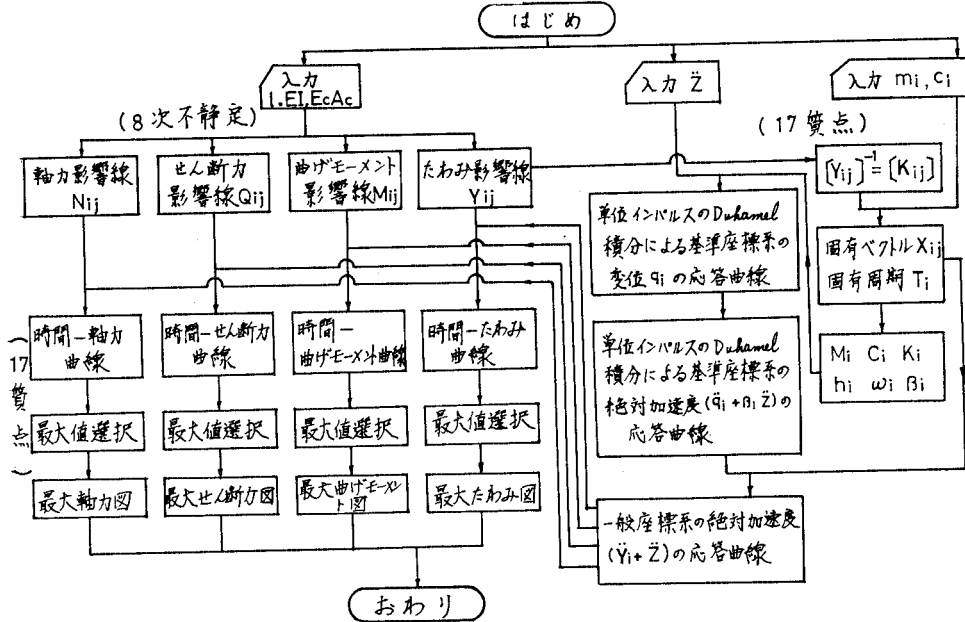 はじめ
入力
l.EI,EcAc
入力 Z̈
入力 mi, ci
(8次不静定)
(17質点)
軸力影響線
Nij
せん断力
影響線Qij
曲げモーメント
影響線Mij
たわみ影響線
Yij
[Yij]⁻¹=[Kij]
単位インパルスのDuhamel
積分による基準座標系の
変位qiの応答曲線
固有ベクトルXij
固有周期 Ti
時間−軸力
曲線
時間−せん断力
曲線
時間−
曲げモーメント曲線
時間−たわみ
曲線
単位インパルスのDuhamel
積分による基準座標系の
絶対加速度(q̈i+βiZ̈)の
応答曲線
Mi Ci Ki
hi ωi βi
(17質点)
最大値選択
最大値選択
最大値選択
最大値選択
最大軸力図
最大せん断力図
最大曲げモーメン
ト図
最大たわみ図
一般座標系の絶対加速度
(Ÿi+Z̈)の応答曲線
おわり